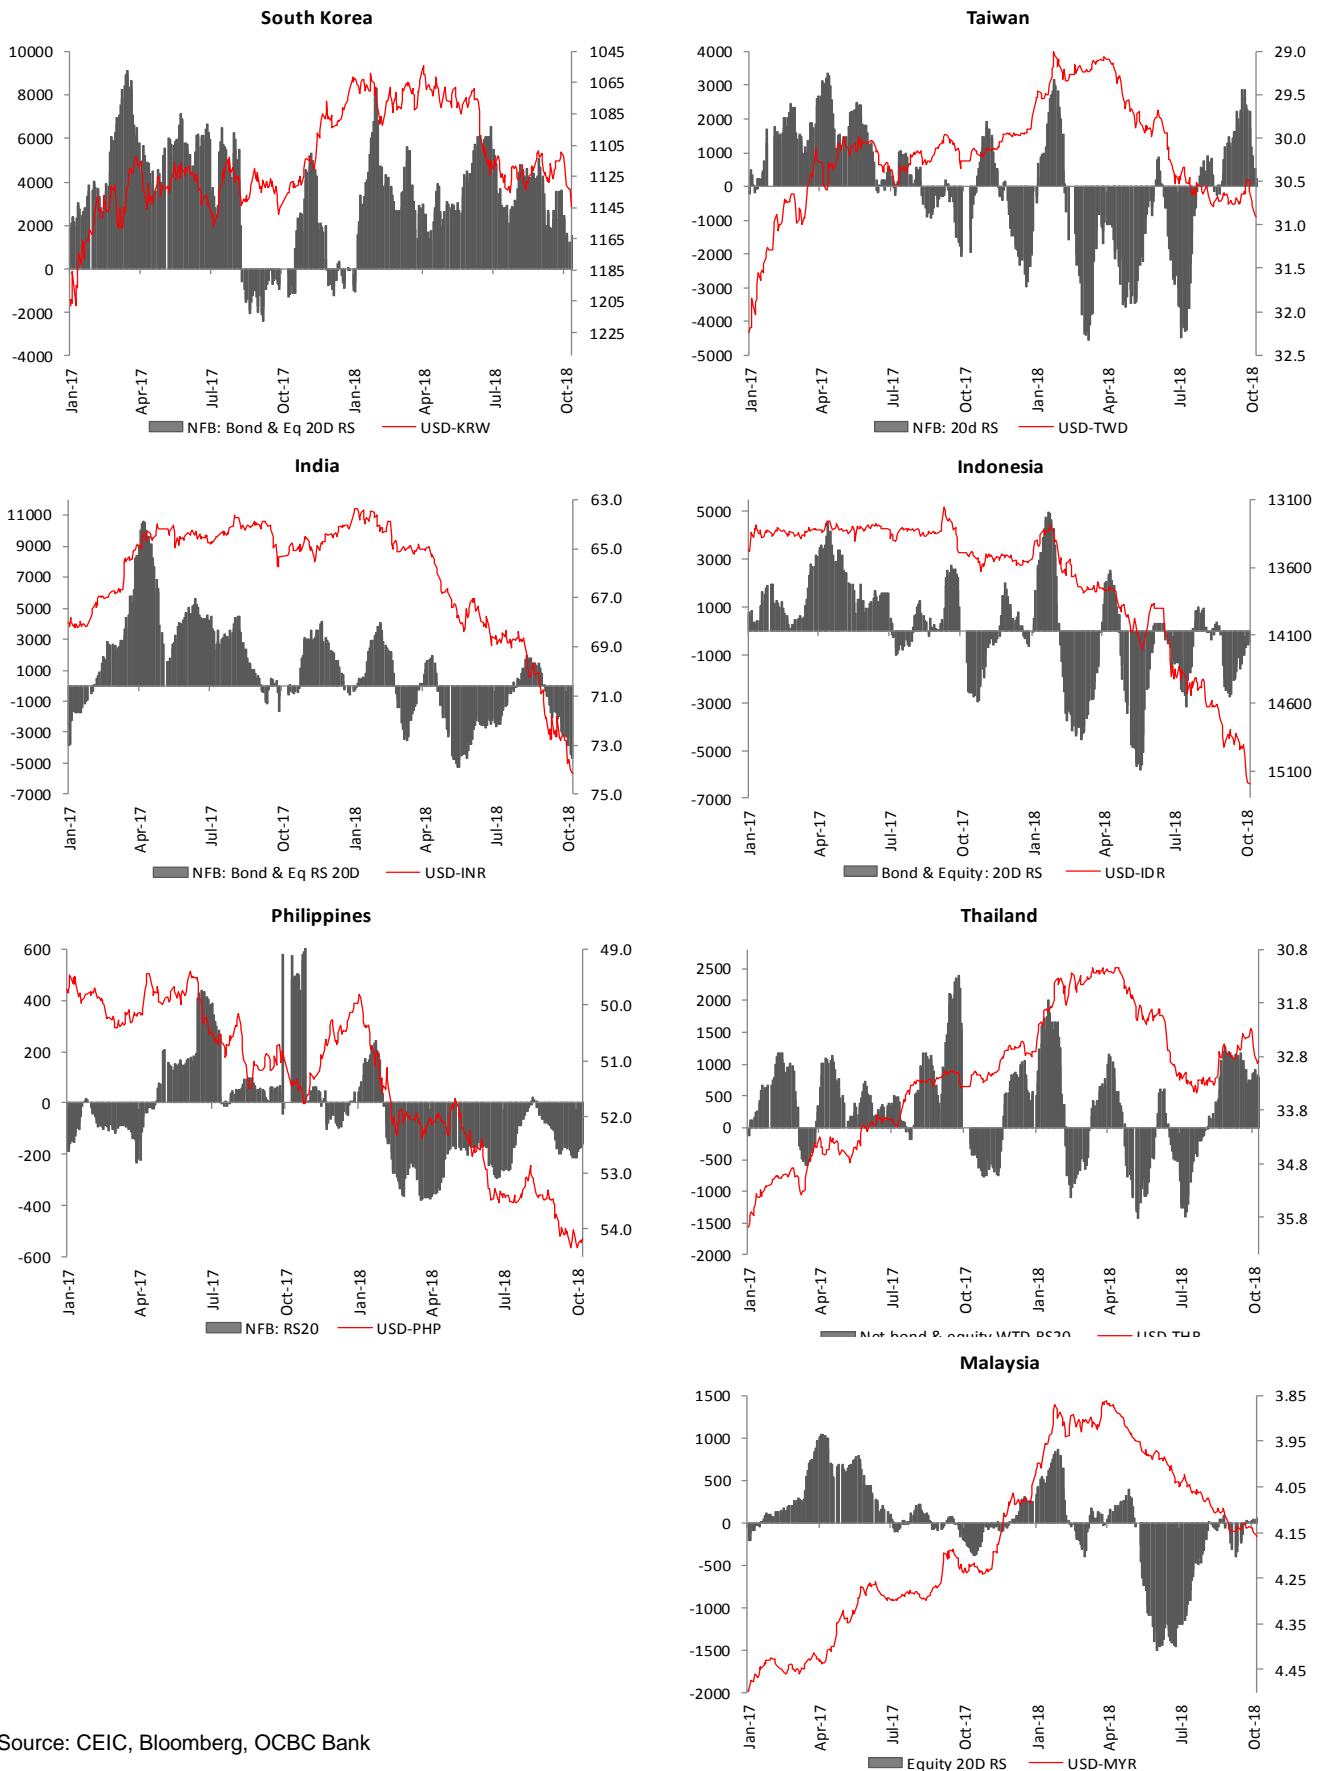 South Korea
10000
8000
6000
4000
2000
0
-2000
-4000
1045
1065
1085
1105
1125
1145
1165
1185
1205
1225
Jan-17
Apr-17
Jul-17
Oct-17
Jan-18
Apr-18
Jul-18
Oct-18
NFB: Bond & Eq 20D RS
USD-KRW
Taiwan
4000
3000
2000
1000
0
-1000
-2000
-3000
-4000
-5000
29.0
29.5
30.0
30.5
31.0
31.5
32.0
32.5
Jan-17
Apr-17
Jul-17
Oct-17
Jan-18
Apr-18
Jul-18
Oct-18
NFB: 20d RS
USD-TWD
India
11000
9000
7000
5000
3000
1000
-1000
-3000
-5000
-7000
63.0
65.0
67.0
69.0
71.0
73.0
75.0
Jan-17
Apr-17
Jul-17
Oct-17
Jan-18
Apr-18
Jul-18
Oct-18
NFB: Bond & Eq RS 20D
USD-INR
Indonesia
5000
3000
1000
-1000
-3000
-5000
-7000
13100
13600
14100
14600
15100
Jan-17
Apr-17
Jul-17
Oct-17
Jan-18
Apr-18
Jul-18
Oct-18
Bond & Equity: 20D RS
USD-IDR
Philippines
600
400
200
0
-200
-400
-600
49.0
50.0
51.0
52.0
53.0
54.0
Jan-17
Apr-17
Jul-17
Oct-17
Jan-18
Apr-18
Jul-18
Oct-18
NFB: RS20
USD-PHP
Thailand
2500
2000
1500
1000
500
0
-500
-1000
-1500
-2000
30.8
31.8
32.8
33.8
34.8
35.8
Jan-17
Apr-17
Jul-17
Oct-17
Jan-18
Apr-18
Jul-18
Oct-18
Net bond & equity WTD RS20
USD-THB
Malaysia
1500
1000
500
0
-500
-1000
-1500
-2000
3.85
3.95
4.05
4.15
4.25
4.35
4.45
Jan-17
Apr-17
Jul-17
Oct-17
Jan-18
Apr-18
Jul-18
Oct-18
Equity 20D RS
USD-MYR
Source: CEIC, Bloomberg, OCBC Bank